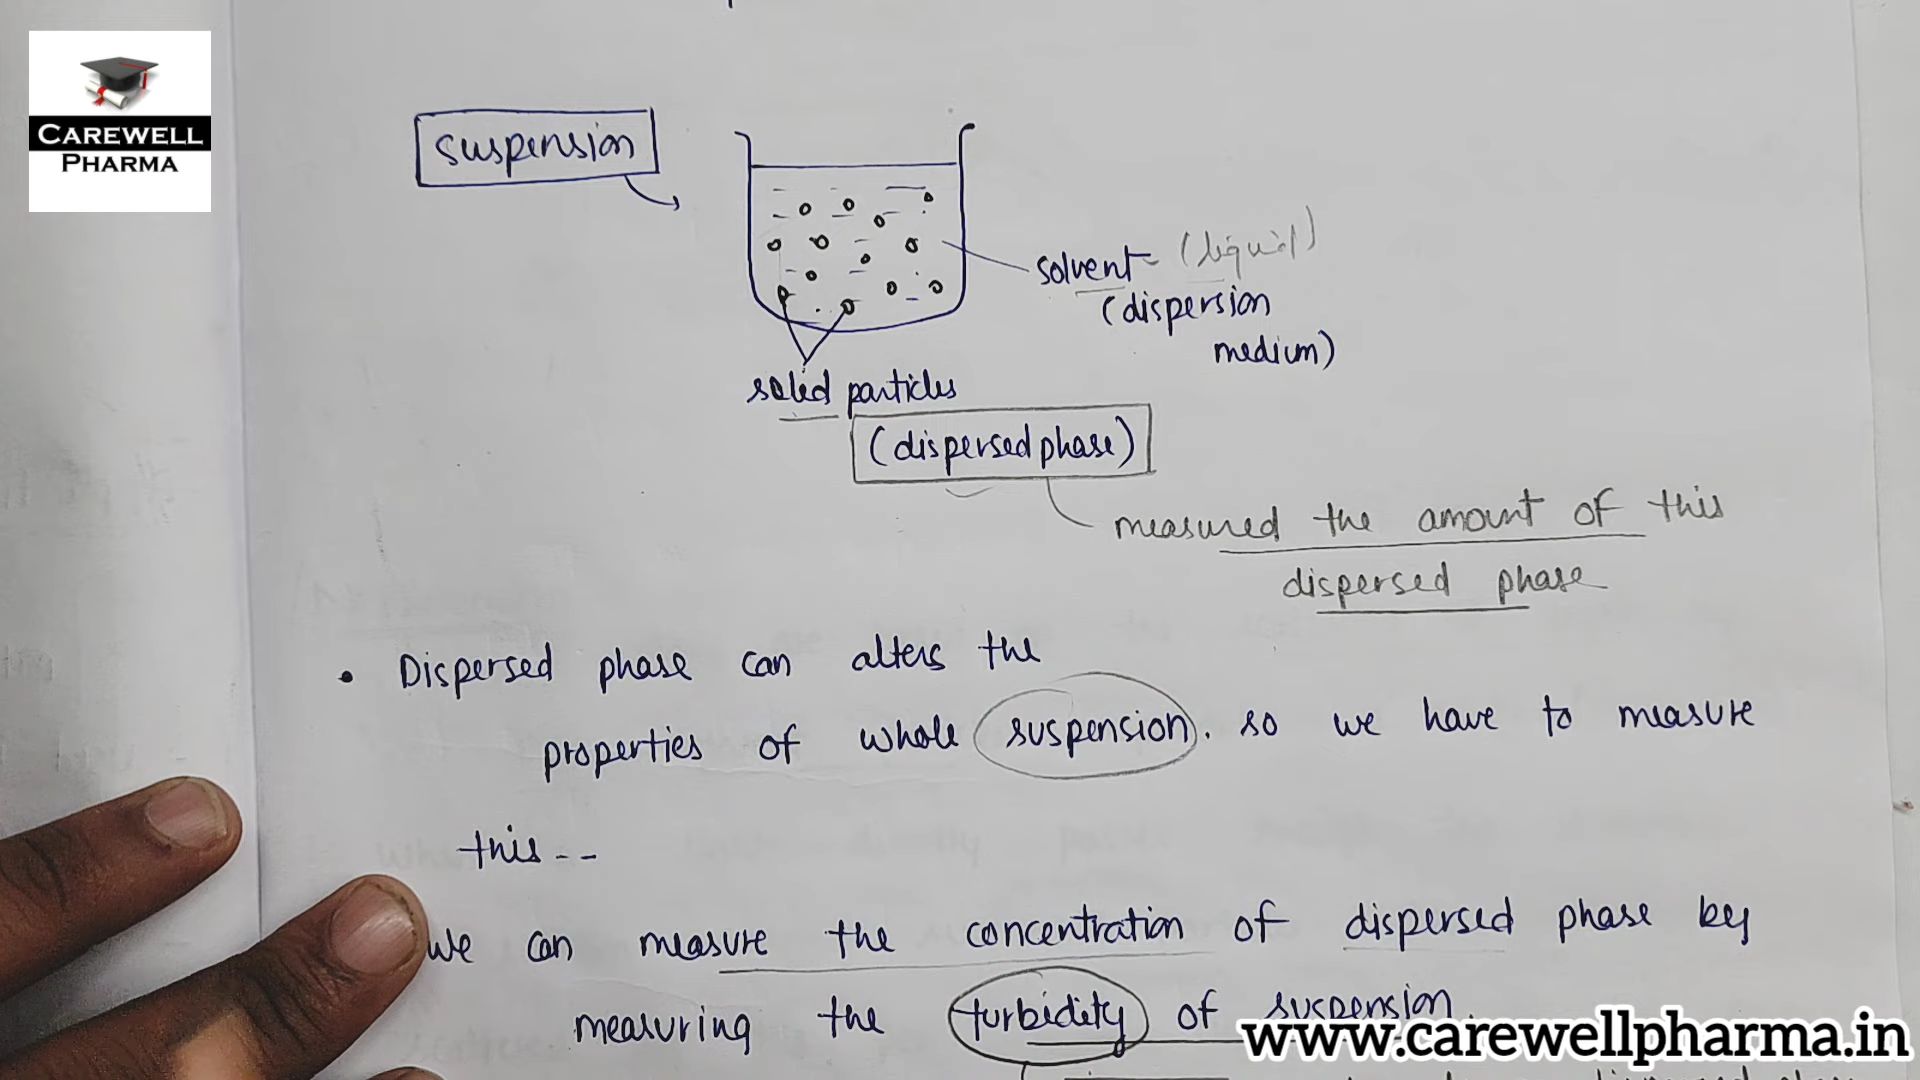 CAREWELL
PHARMA
suspension
solvent- (liquid)
(dispersion
medium)
solid particles
(dispersed phase)
measured the amount of this
dispersed phase
• Dispersed phase can alters the
properties of whole suspension. so we have to measure
this--
we can measure the concentration of dispersed phase by
measuring the turbidity of suspension.
www.carewellpharma.in